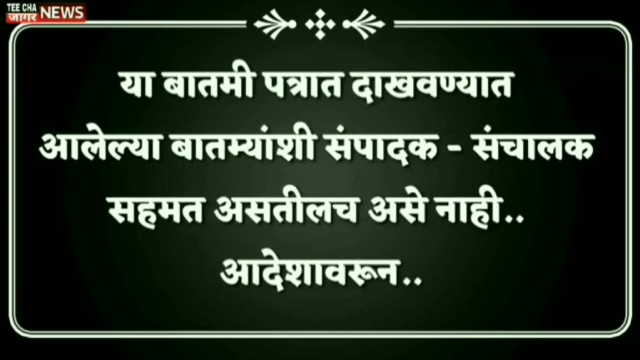 TEE CHA
जागर NEWS
या बातमी पत्रात दाखवण्यात
आलेल्या बातम्यांशी संपादक - संचालक
सहमत असतीलच असे नाही..
आदेशावरून..